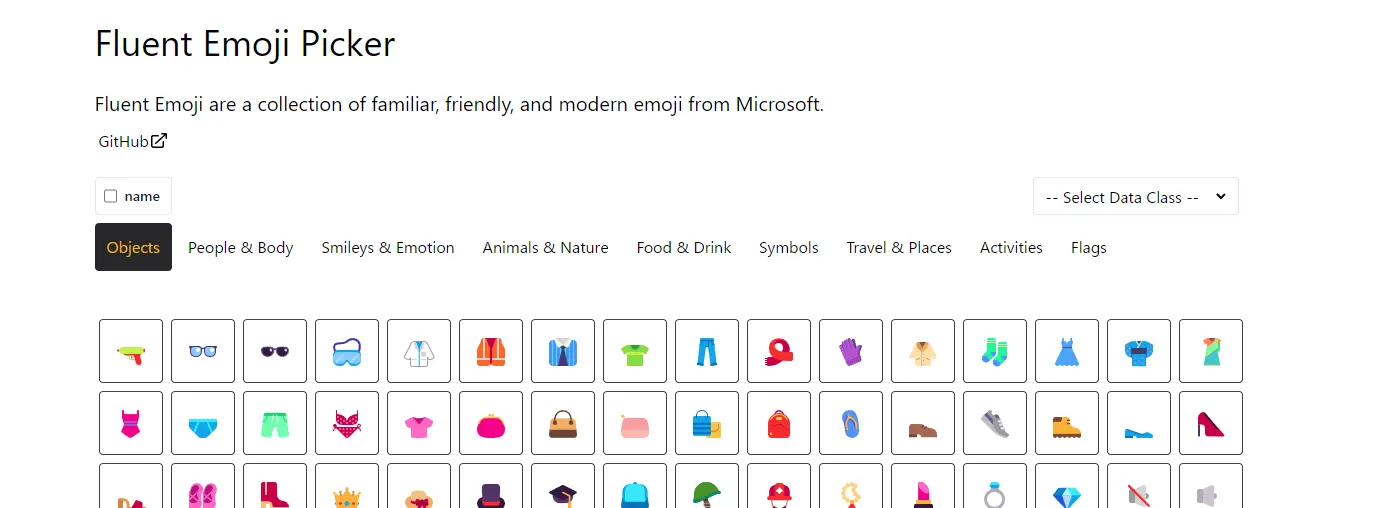 Fluent Emoji Picker
Fluent Emoji are a collection of familiar, friendly, and modern emoji from Microsoft.
GitHub
name
-- Select Data Class --
Objects People & Body Smileys & Emotion Animals & Nature Food & Drink Symbols Travel & Places Activities Flags